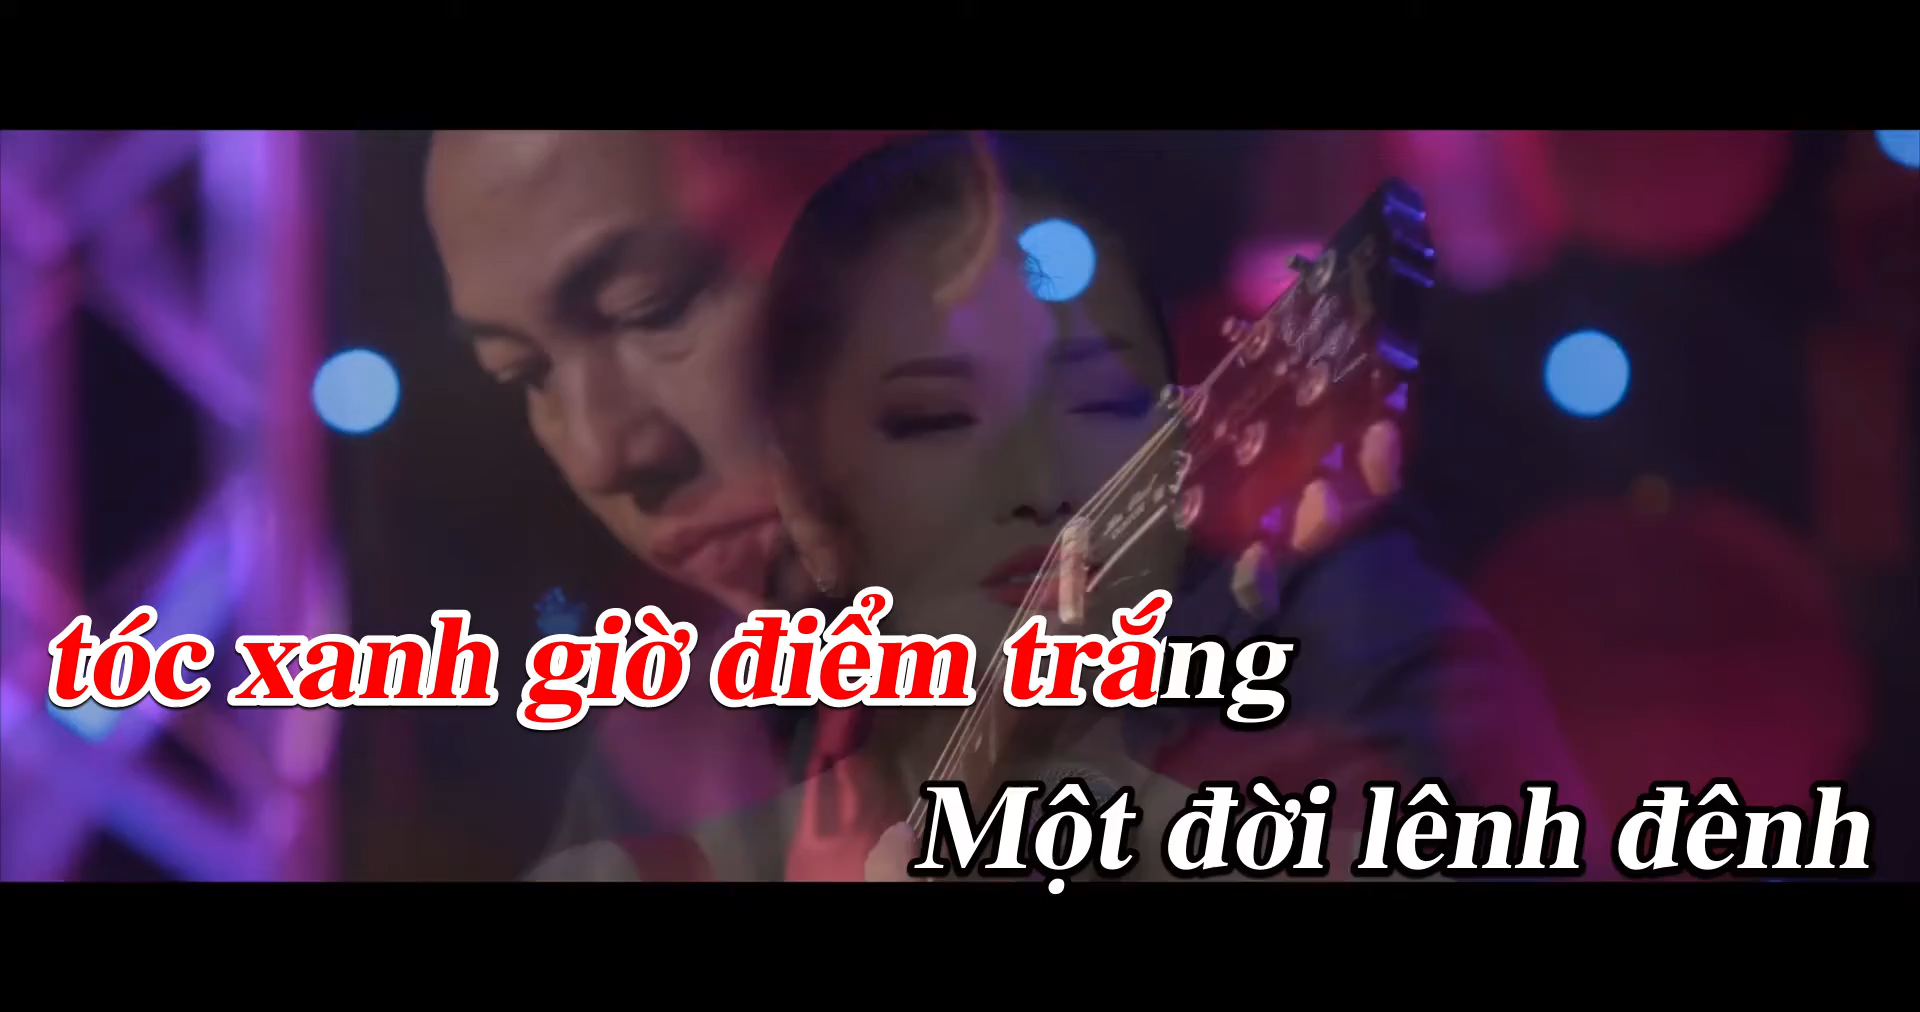 tóc xanh giờ điểm trắng
Một đời lênh đênh